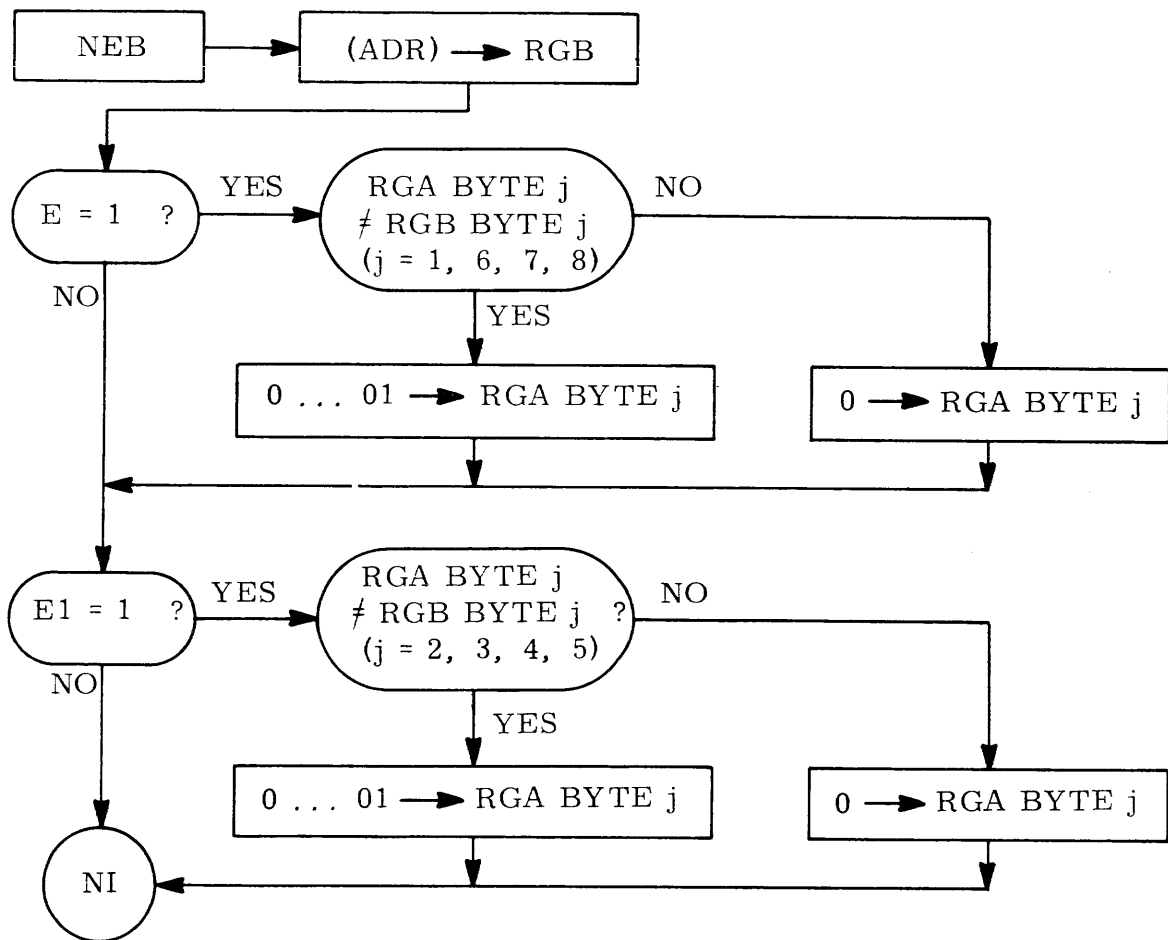 NEB
(ADR) → RGB
E = 1 ?
YES
RGA BYTE j
≠ RGB BYTE j
(j = 1, 6, 7, 8)
NO
NO
YES
0 ... 01 → RGA BYTE j
0 → RGA BYTE j
E1 = 1 ?
YES
RGA BYTE j
≠ RGB BYTE j ?
(j = 2, 3, 4, 5)
NO
NO
YES
0 ... 01 → RGA BYTE j
0 → RGA BYTE j
NI